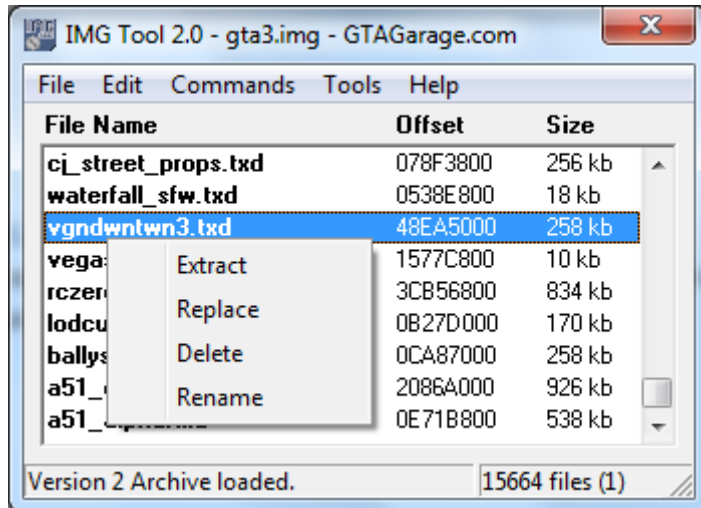 IMG Tool 2.0 - gta3.img - GTAGarage.com
File Edit Commands Tools Help
File Name Offset Size
cj_street_props.txd 078F3800 256 kb
waterfall_sfw.txd 0538E800 18 kb
vgndwntwn3.txd 48EA5000 258 kb
1577C800 10 kb
3CB56800 834 kb
0B27D000 170 kb
0CA87000 258 kb
2086A000 926 kb
0E71B800 538 kb
Extract
Replace
Delete
Rename
Version 2 Archive loaded. 15664 files (1)